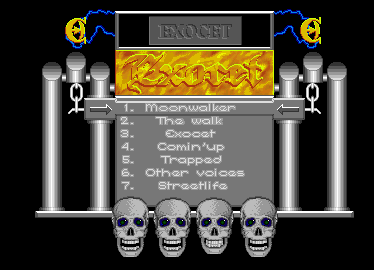 EXOCET
Exocet
1. Moonwalker
2. The walk
3. Exocet
4. Comin'up
5. Trapped
6. Other voices
7. Streetlife